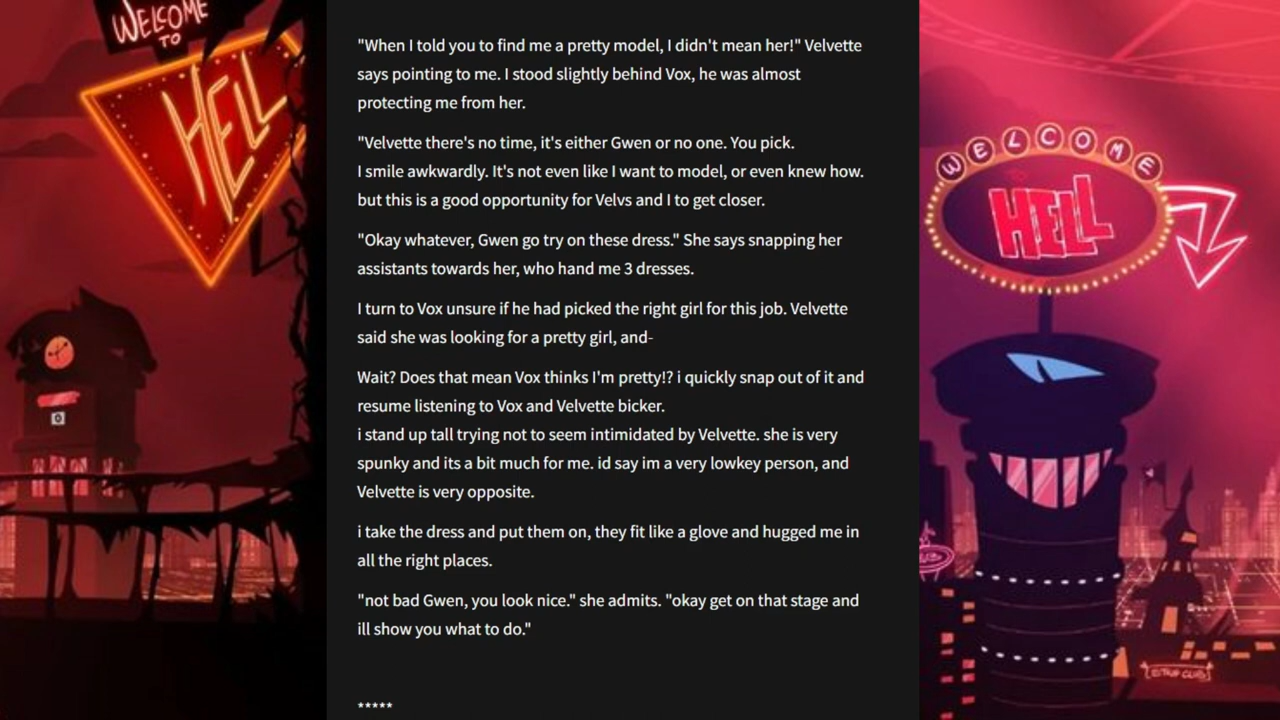 WELCOME
TO
HELL
"When I told you to find me a pretty model, I didn't mean her!" Velvette
says pointing to me. I stood slightly behind Vox, he was almost
protecting me from her.
"Velvette there's no time, it's either Gwen or no one. You pick.
I smile awkwardly. It's not even like I want to model, or even knew how.
but this is a good opportunity for Velvs and I to get closer.
"Okay whatever, Gwen go try on these dress." She says snapping her
assistants towards her, who hand me 3 dresses.
I turn to Vox unsure if he had picked the right girl for this job. Velvette
said she was looking for a pretty girl, and-
Wait? Does that mean Vox thinks I'm pretty!? i quickly snap out of it and
resume listening to Vox and Velvette bicker.
i stand up tall trying not to seem intimidated by Velvette. she is very
spunky and its a bit much for me. id say im a very lowkey person, and
Velvette is very opposite.
i take the dress and put them on, they fit like a glove and hugged me in
all the right places.
"not bad Gwen, you look nice." she admits. "okay get on that stage and
ill show you what to do."
*****
WELCOME
HELL